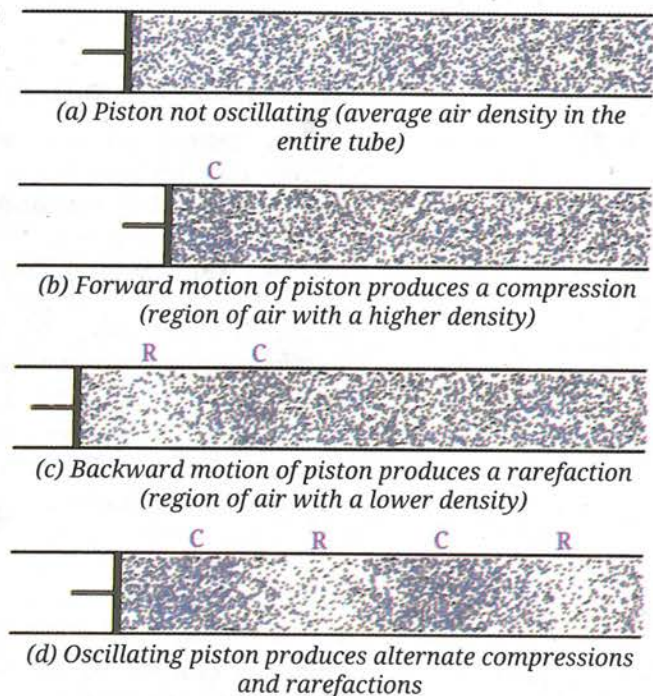 (a) Piston not oscillating (average air density in the
entire tube)
C
(b) Forward motion of piston produces a compression
(region of air with a higher density)
R C
(c) Backward motion of piston produces a rarefaction
(region of air with a lower density)
C R C R
(d) Oscillating piston produces alternate compressions
and rarefactions